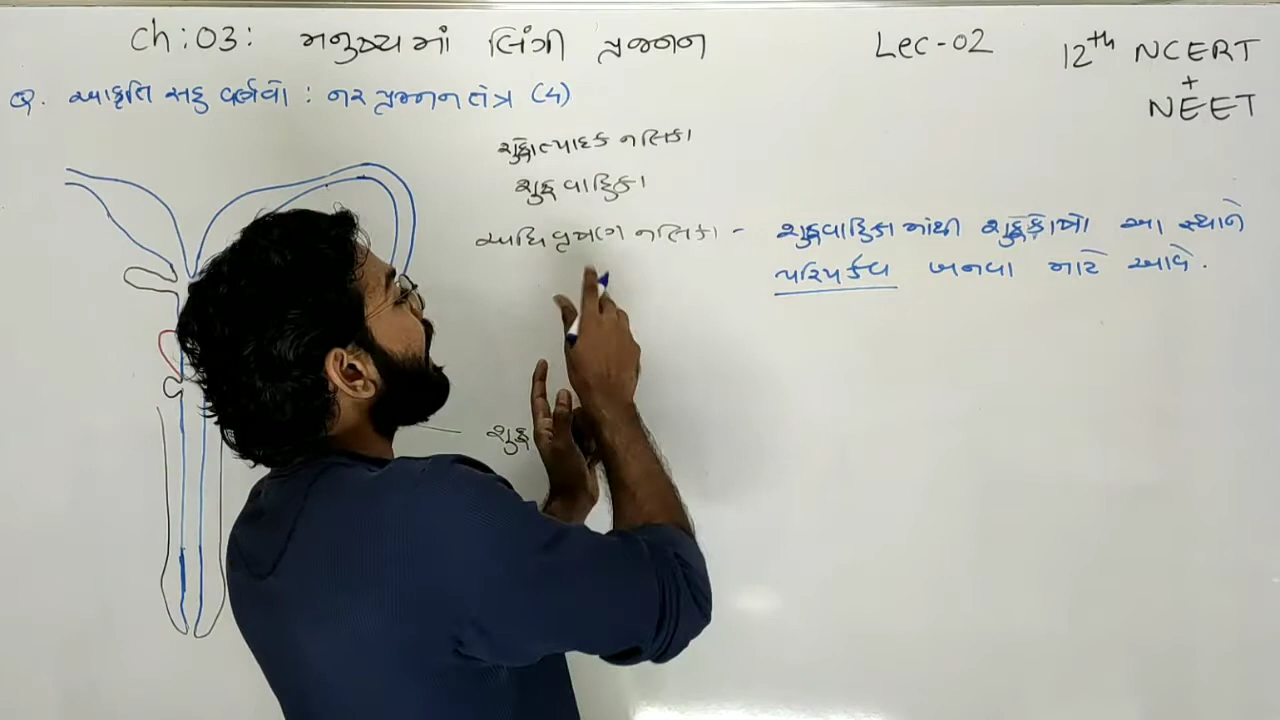 Ch : 03 : મનુષ્યમાં લિંગી પ્રજનન
Lec-02
12th NCERT
+
NEET
Q. આકૃતિ સહ વર્ણવો : નર પ્રજનન તંત્ર (4)
શુક્રોત્પાદક નલિકા
શુક્રવાહિકા
અધિવૃષણ નલિકા - શુક્રવાહિકામાંથી શુક્રકોષો આ સ્થાને
પરિપક્વ બનવા માટે આવે.